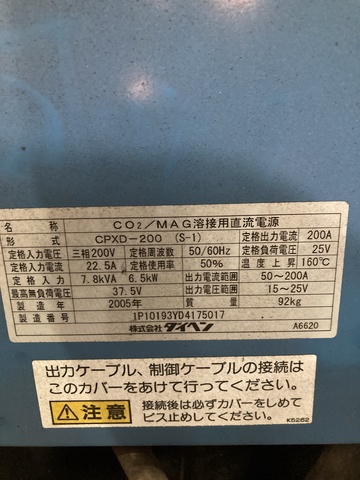 名 称 CO2/MAG溶接用直流電源
形 式 CPXD-200 (S-1) 定格出力電流 200A
定格入力電圧 三相200V 定格周波数 50/60Hz 定格負荷電圧 25V
定格入力電流 22.5A 定格使用率 50% 温度上昇 160℃
定格入力 7.8kVA 6.5kW 出力電流範囲 50~200A
最高無負荷電圧 37.5V 出力電圧範囲 15~25V
製造年 2005年 質量 92kg
1P10193YD4175017
株式会社ダイヘン A6620
出力ケーブル、制御ケーブルの接続は
このカバーをあけて行ってください。
注意 接続後は必ずカバーをしめて
ビス止めしてください。 K5262